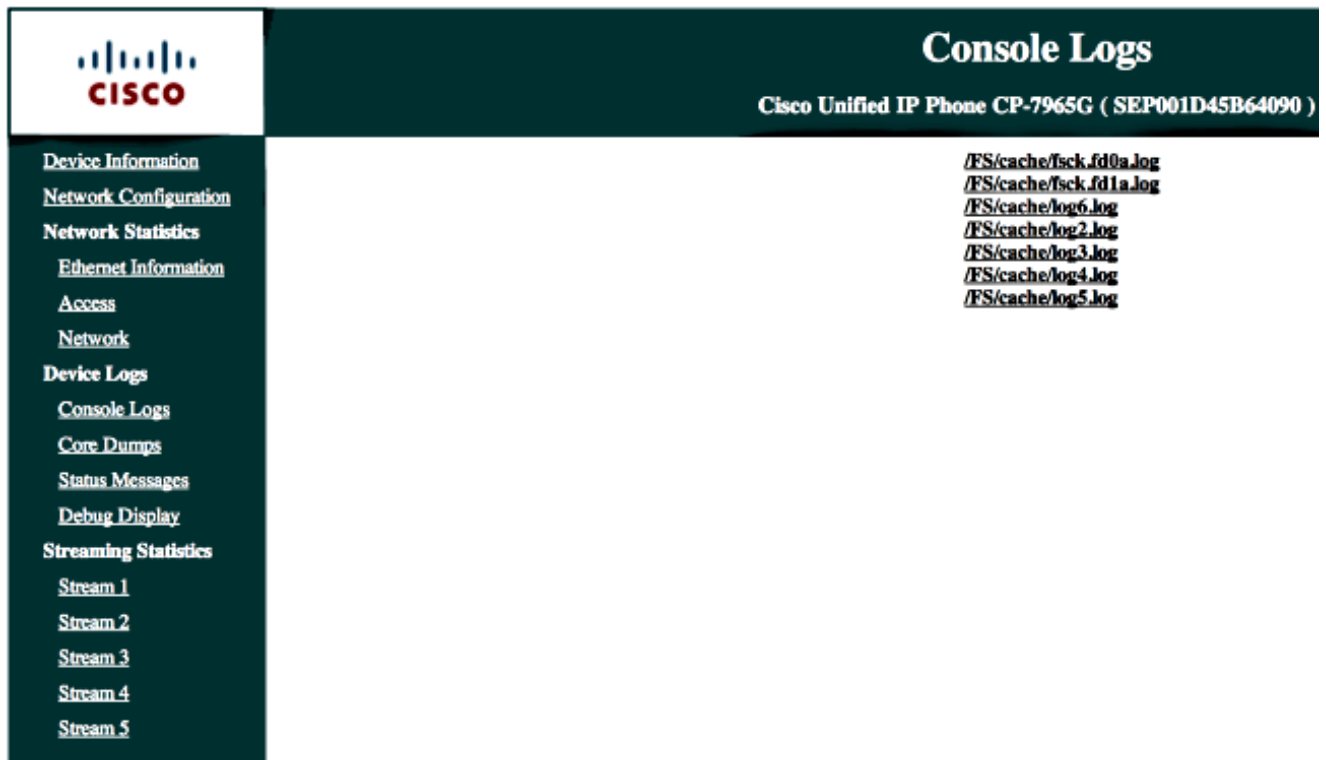 CISCO
Console Logs
Cisco Unified IP Phone CP-7965G ( SEP001D45B64090 )
Device Information
Network Configuration
Network Statistics
Ethernet Information
Access
Network
Device Logs
Console Logs
Core Dumps
Status Messages
Debug Display
Streaming Statistics
Stream 1
Stream 2
Stream 3
Stream 4
Stream 5
/FS/cache/fsck.fd0a.log
/FS/cache/fsck.fd1a.log
/FS/cache/log6.log
/FS/cache/log2.log
/FS/cache/log3.log
/FS/cache/log4.log
/FS/cache/log5.log